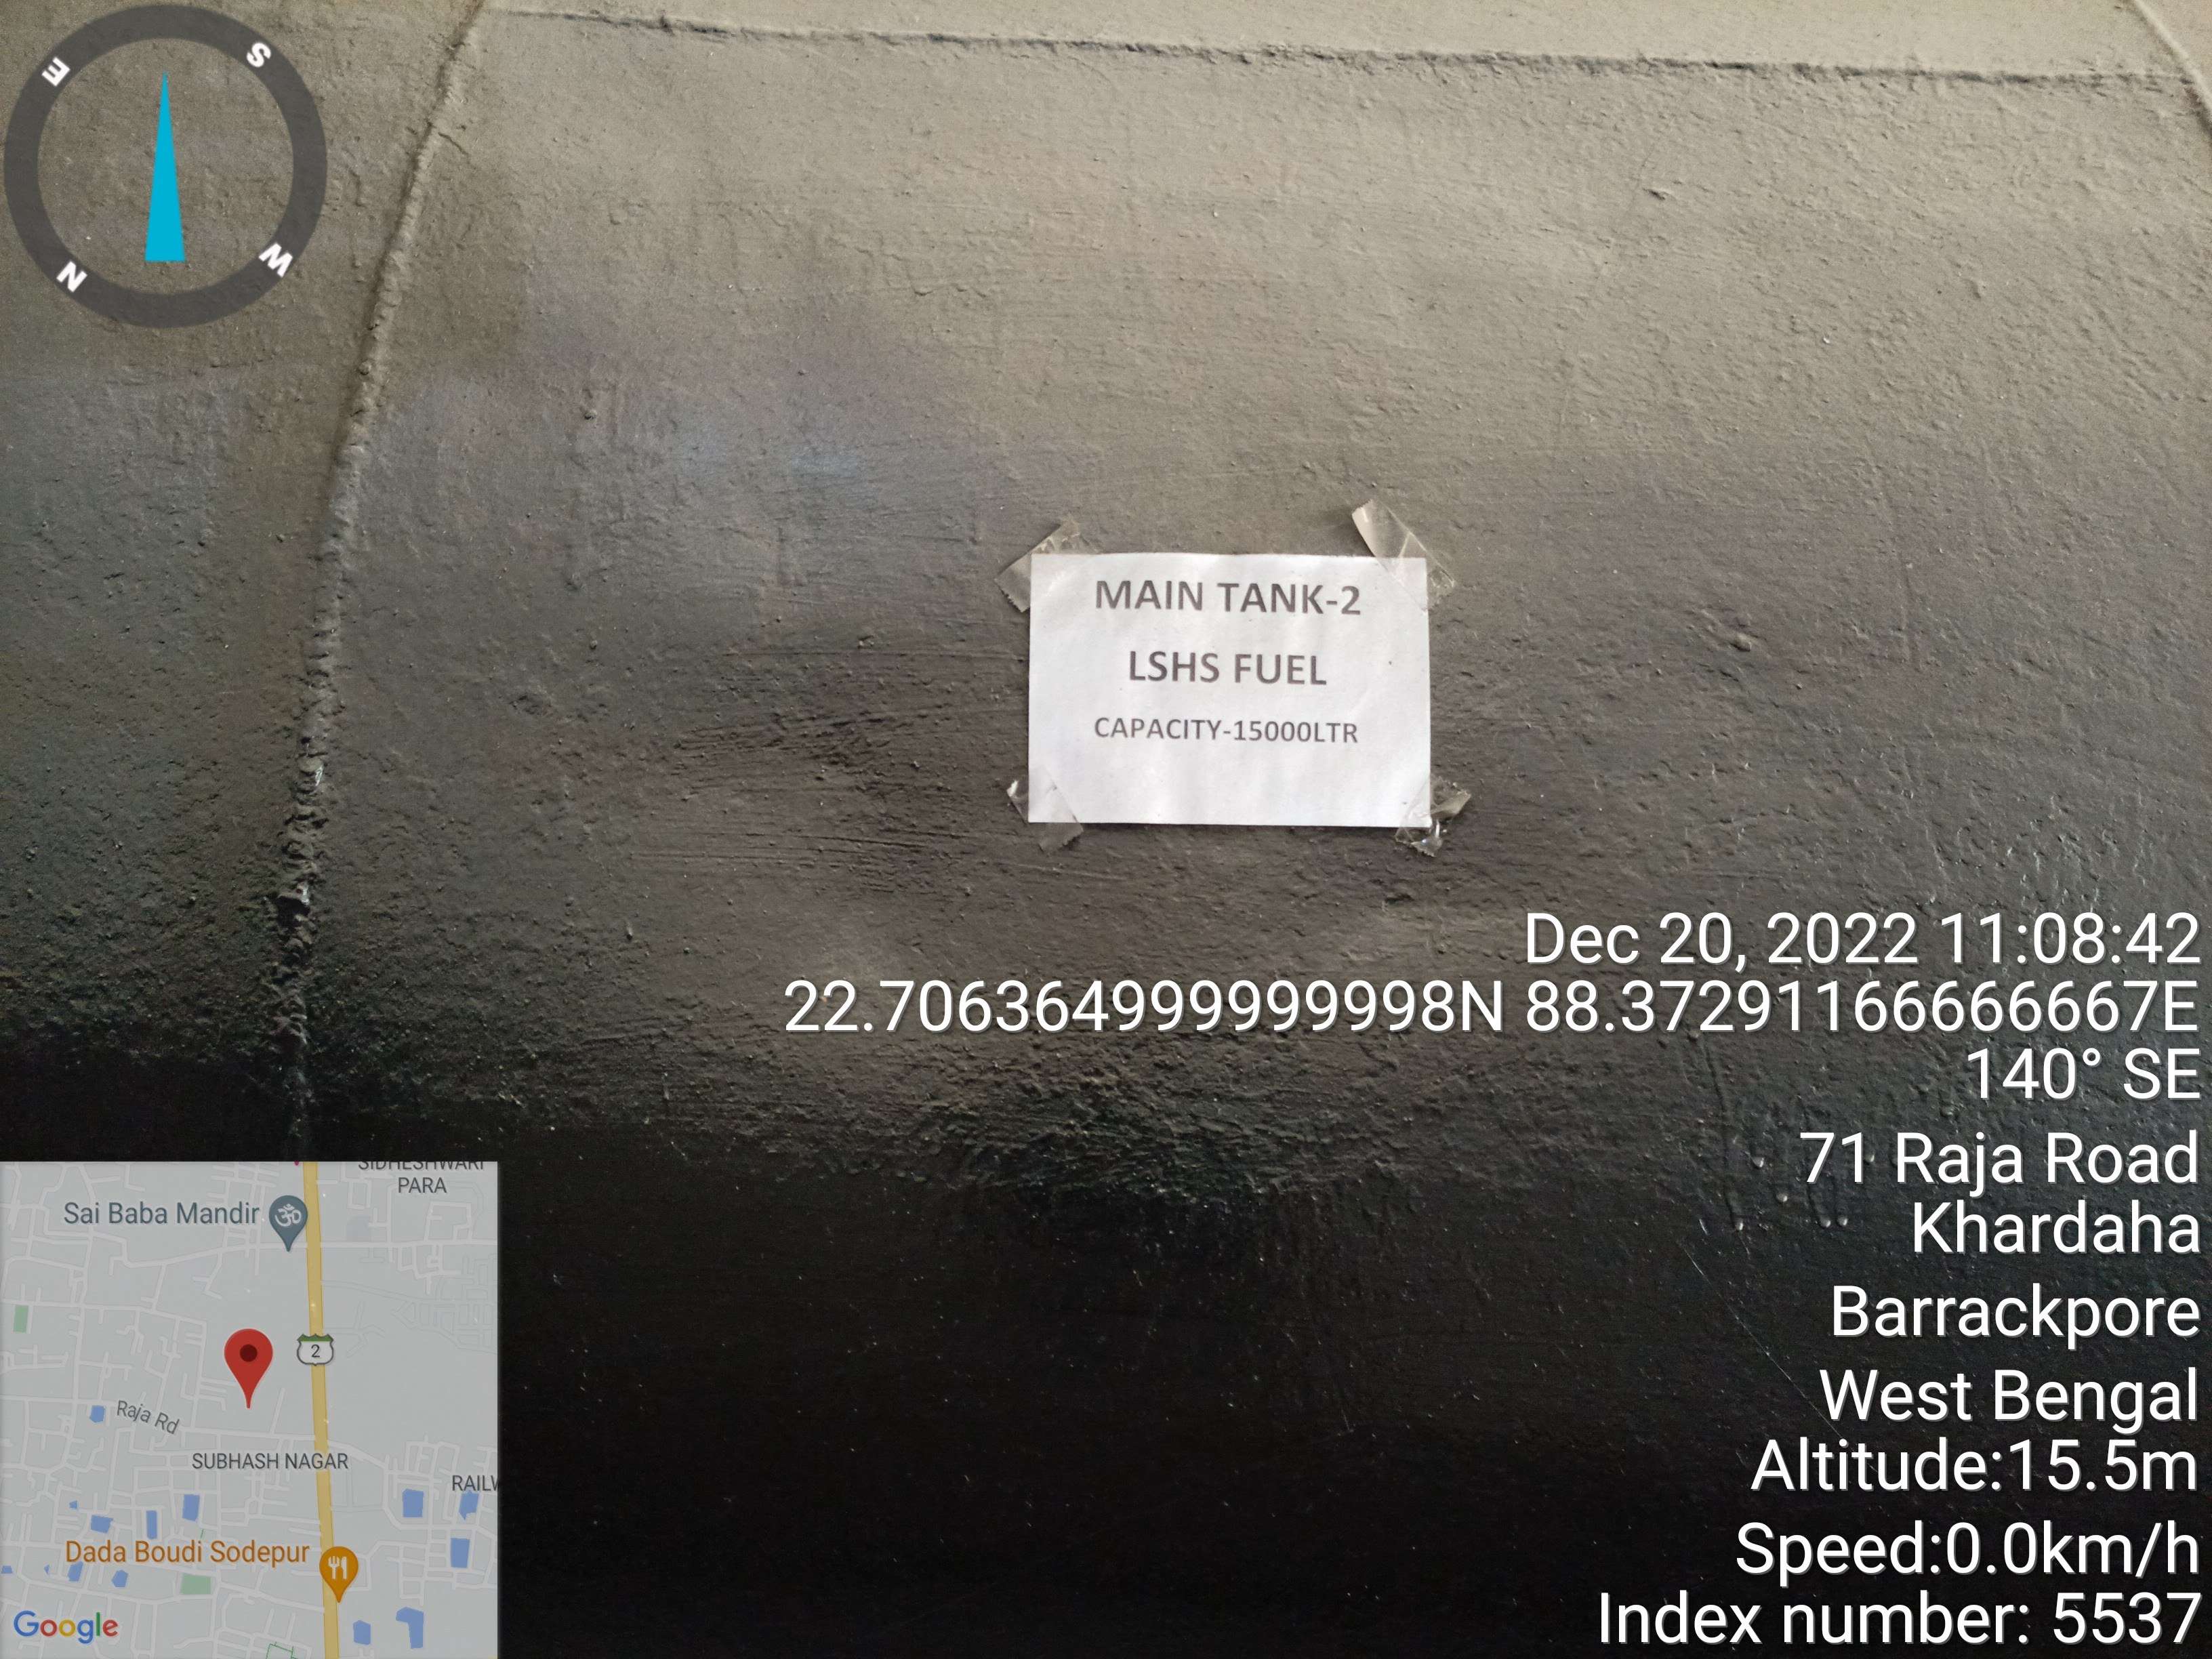 E
S
N
W
MAIN TANK-2
LSHS FUEL
CAPACITY-15000LTR
Dec 20, 2022 11:08:42
22.706364999999998N 88.37291166666667E
140° SE
71 Raja Road
Khardaha
Barrackpore
West Bengal
Altitude:15.5m
Speed:0.0km/h
Index number: 5537
SIDHESHWARI
PARA
Sai Baba Mandir
2
Raja Rd
SUBHASH NAGAR
Dada Boudi Sodepur
Google